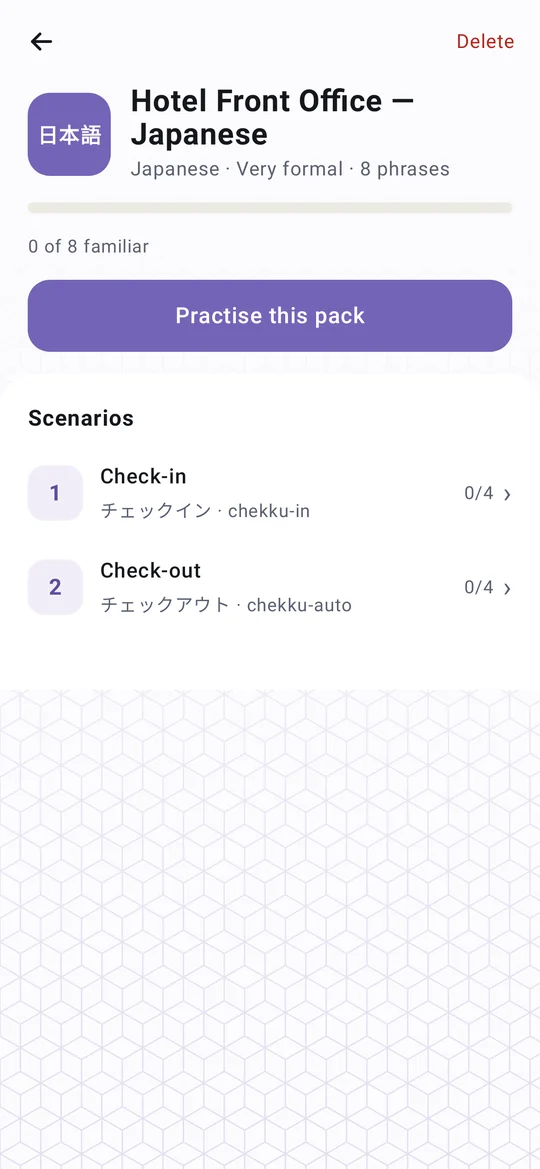 Delete
日本語
Hotel Front Office —
Japanese
Japanese · Very formal · 8 phrases
0 of 8 familiar
Practise this pack
Scenarios
1
Check-in
チェックイン · chekku-in
0/4 ›
2
Check-out
チェックアウト · chekku-auto
0/4 ›